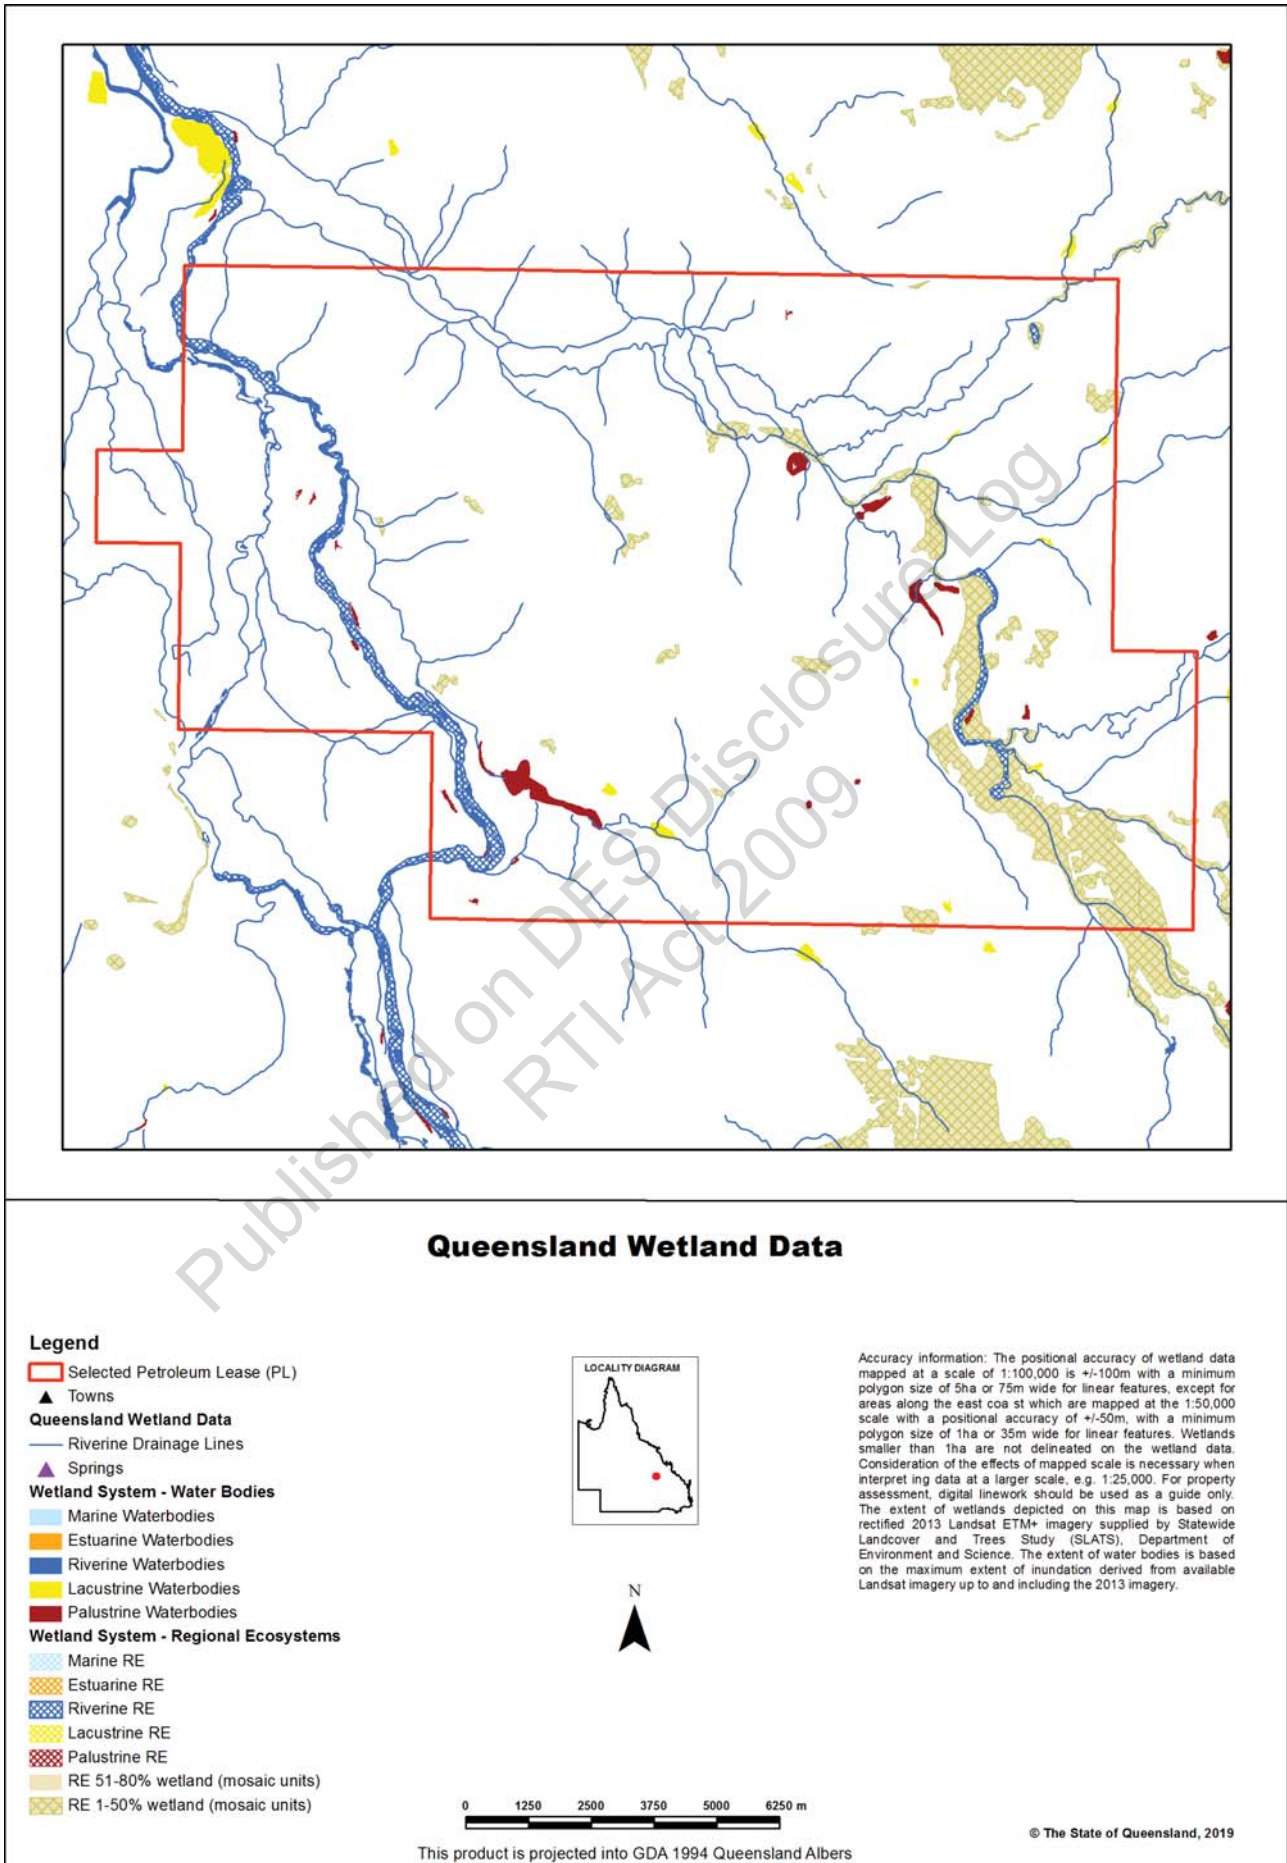 Published on DES Disclosure Log
RTI Act 2009
Queensland Wetland Data
Legend
Selected Petroleum Lease (PL)
Towns
Queensland Wetland Data
Riverine Drainage Lines
Springs
Wetland System - Water Bodies
Marine Waterbodies
Estuarine Waterbodies
Riverine Waterbodies
Lacustrine Waterbodies
Palustrine Waterbodies
Wetland System - Regional Ecosystems
Marine RE
Estuarine RE
Riverine RE
Lacustrine RE
Palustrine RE
RE 51-80% wetland (mosaic units)
RE 1-50% wetland (mosaic units)
LOCALITY DIAGRAM
N
0 1250 2500 3750 5000 6250 m
This product is projected into GDA 1994 Queensland Albers
Accuracy information: The positional accuracy of wetland data
mapped at a scale of 1:100,000 is +/-100m with a minimum
polygon size of 5ha or 75m wide for linear features, except for
areas along the east coa st which are mapped at the 1:50,000
scale with a positional accuracy of +/-50m, with a minimum
polygon size of 1ha or 35m wide for linear features. Wetlands
smaller than 1ha are not delineated on the wetland data.
Consideration of the effects of mapped scale is necessary when
interpret ing data at a larger scale, e.g. 1:25,000. For property
assessment, digital linework should be used as a guide only.
The extent of wetlands depicted on this map is based on
rectified 2013 Landsat ETM+ imagery supplied by Statewide
Landcover and Trees Study (SLATS), Department of
Environment and Science. The extent of water bodies is based
on the maximum extent of inundation derived from available
Landsat imagery up to and including the 2013 imagery.
© The State of Queensland, 2019